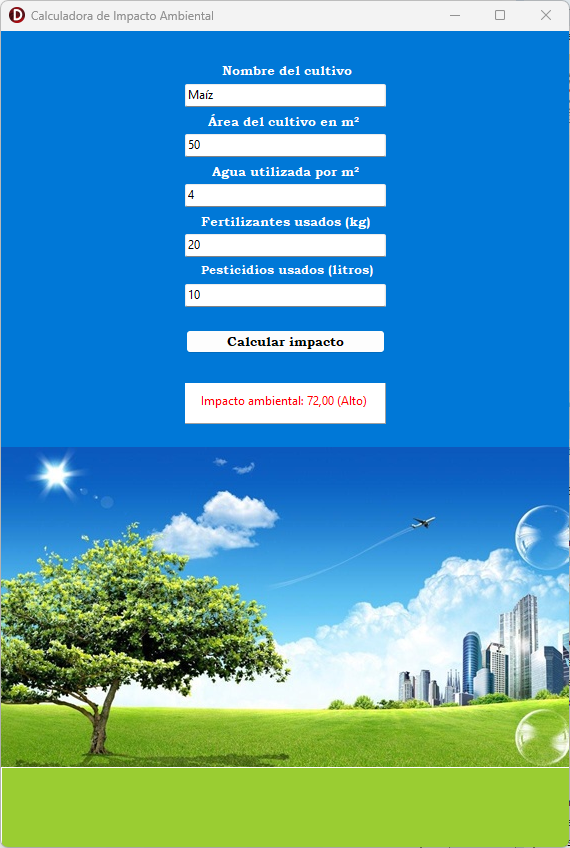 Calculadora de Impacto Ambiental
Nombre del cultivo
Maíz
Área del cultivo en m²
50
Agua utilizada por m²
4
Fertilizantes usados (kg)
20
Pesticidios usados (litros)
10
Calcular impacto
Impacto ambiental: 72,00 (Alto)